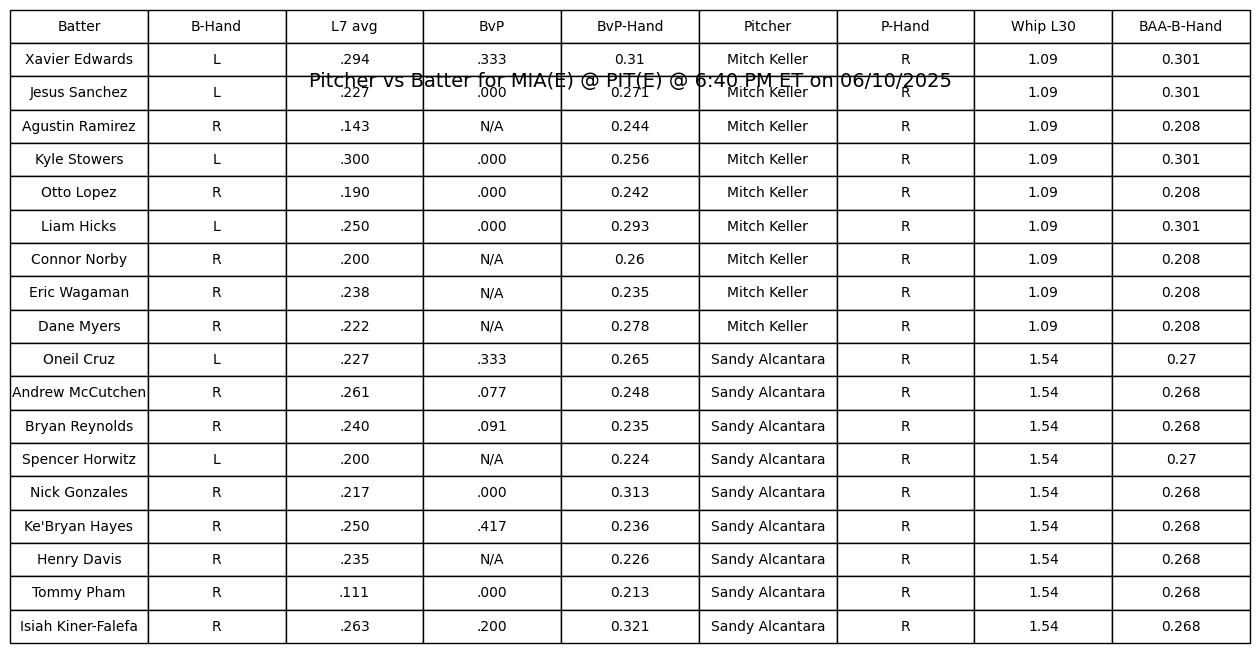 Batter B-Hand L7 avg BvP BvP-Hand Pitcher P-Hand Whip L30 BAA-B-Hand
Xavier Edwards L .294 .333 0.31 Mitch Keller R 1.09 0.301
Pitcher vs Batter for MIA(E) @ PIT(E) @ 6:40 PM ET on 06/10/2025
Jesus Sanchez L .227 .000 0.271 Mitch Keller R 1.09 0.301
Agustin Ramirez R .143 N/A 0.244 Mitch Keller R 1.09 0.208
Kyle Stowers L .300 .000 0.256 Mitch Keller R 1.09 0.301
Otto Lopez R .190 .000 0.242 Mitch Keller R 1.09 0.208
Liam Hicks L .250 .000 0.293 Mitch Keller R 1.09 0.301
Connor Norby R .200 N/A 0.26 Mitch Keller R 1.09 0.208
Eric Wagaman R .238 N/A 0.235 Mitch Keller R 1.09 0.208
Dane Myers R .222 N/A 0.278 Mitch Keller R 1.09 0.208
Oneil Cruz L .227 .333 0.265 Sandy Alcantara R 1.54 0.27
Andrew McCutchen R .261 .077 0.248 Sandy Alcantara R 1.54 0.268
Bryan Reynolds R .240 .091 0.235 Sandy Alcantara R 1.54 0.268
Spencer Horwitz L .200 N/A 0.224 Sandy Alcantara R 1.54 0.27
Nick Gonzales R .217 .000 0.313 Sandy Alcantara R 1.54 0.268
Ke'Bryan Hayes R .250 .417 0.236 Sandy Alcantara R 1.54 0.268
Henry Davis R .235 N/A 0.226 Sandy Alcantara R 1.54 0.268
Tommy Pham R .111 .000 0.213 Sandy Alcantara R 1.54 0.268
Isiah Kiner-Falefa R .263 .200 0.321 Sandy Alcantara R 1.54 0.268